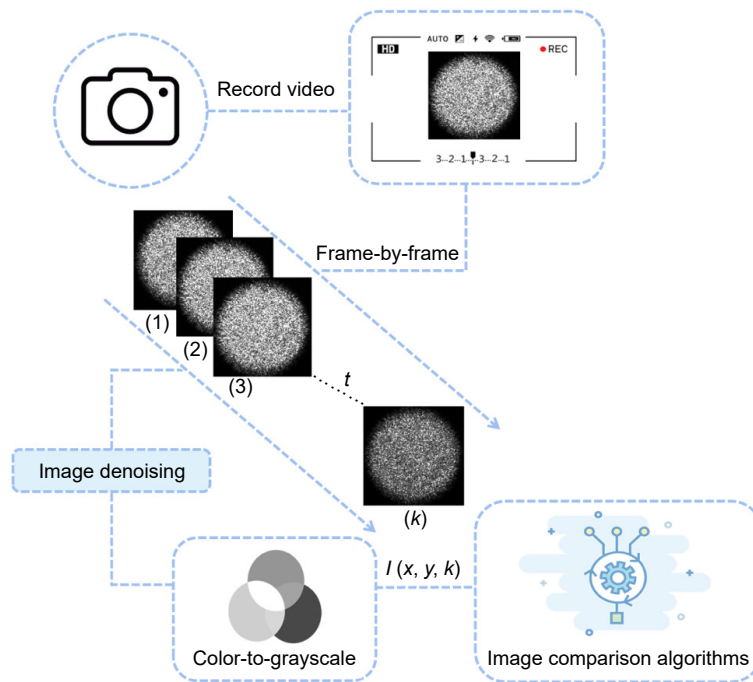 AUTO
HD
REC
Record video
3...2...1...3...2...1
Frame-by-frame
(1)
(2)
(3)
t
Image denoising
(k)
I (x, y, k)
Color-to-grayscale
Image comparison algorithms